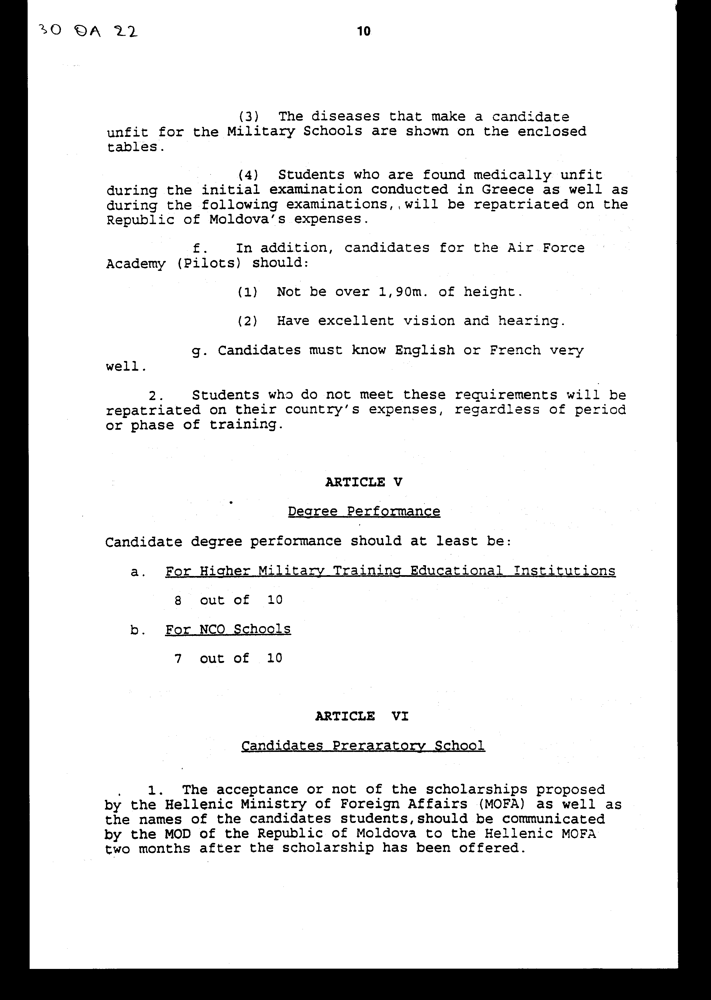 30 ΘA 22
10
(3) The diseases that make a candidate
unfit for the Military Schools are shown on the enclosed
tables.
(4) Students who are found medically unfit
during the initial examination conducted in Greece as well as
during the following examinations, will be repatriated on the
Republic of Moldova's expenses.
f. In addition, candidates for the Air Force
Academy (Pilots) should:
(1) Not be over 1,90m. of height.
(2) Have excellent vision and hearing.
g. Candidates must know English or French very
well.
2. Students who do not meet these requirements will be
repatriated on their country's expenses, regardless of period
or phase of training.
ARTICLE V
Degree Performance
Candidate degree performance should at least be:
a. For Higher Military Training Educational Institutions
8 out of 10
b. For NCO Schools
7 out of 10
ARTICLE VI
Candidates Preraratory School
1. The acceptance or not of the scholarships proposed
by the Hellenic Ministry of Foreign Affairs (MOFA) as well as
the names of the candidates students,should be communicated
by the MOD of the Republic of Moldova to the Hellenic MOFA
two months after the scholarship has been offered.